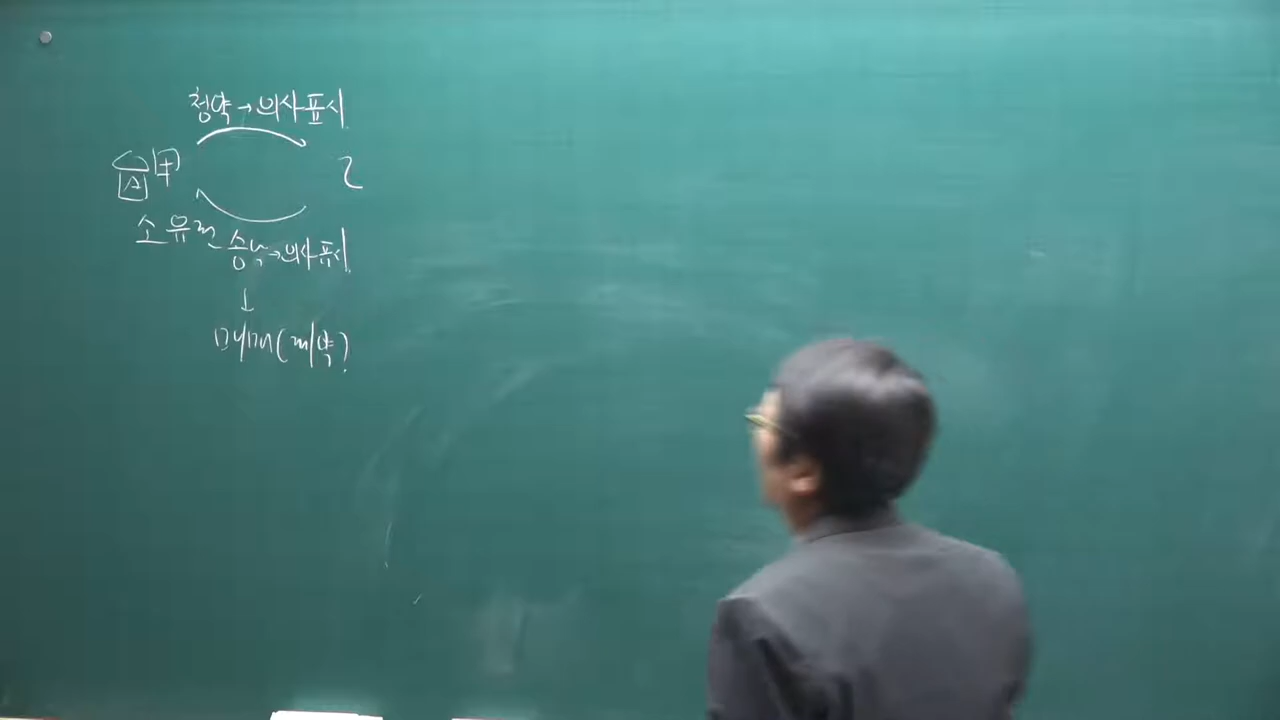 청약→의사표시
甲 乙
소유권
승낙→의사표시
↓
매매(계약)